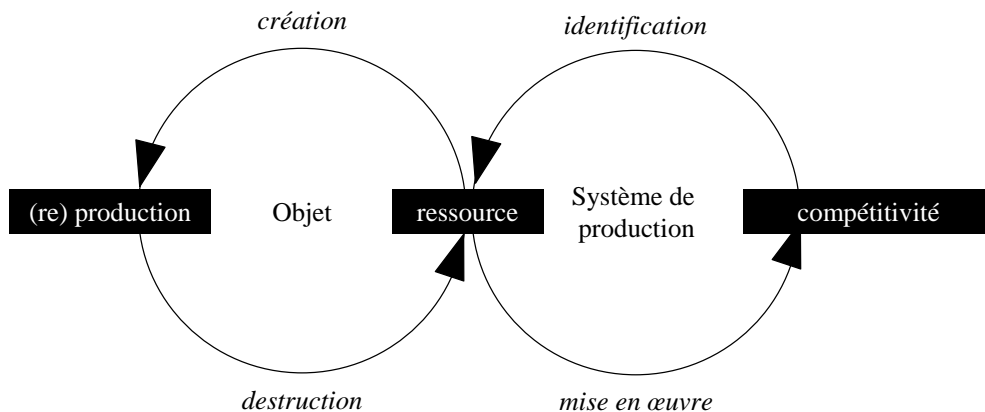 création
identification
(re) production
Objet
ressource
Système de
production
compétitivité
destruction
mise en œuvre